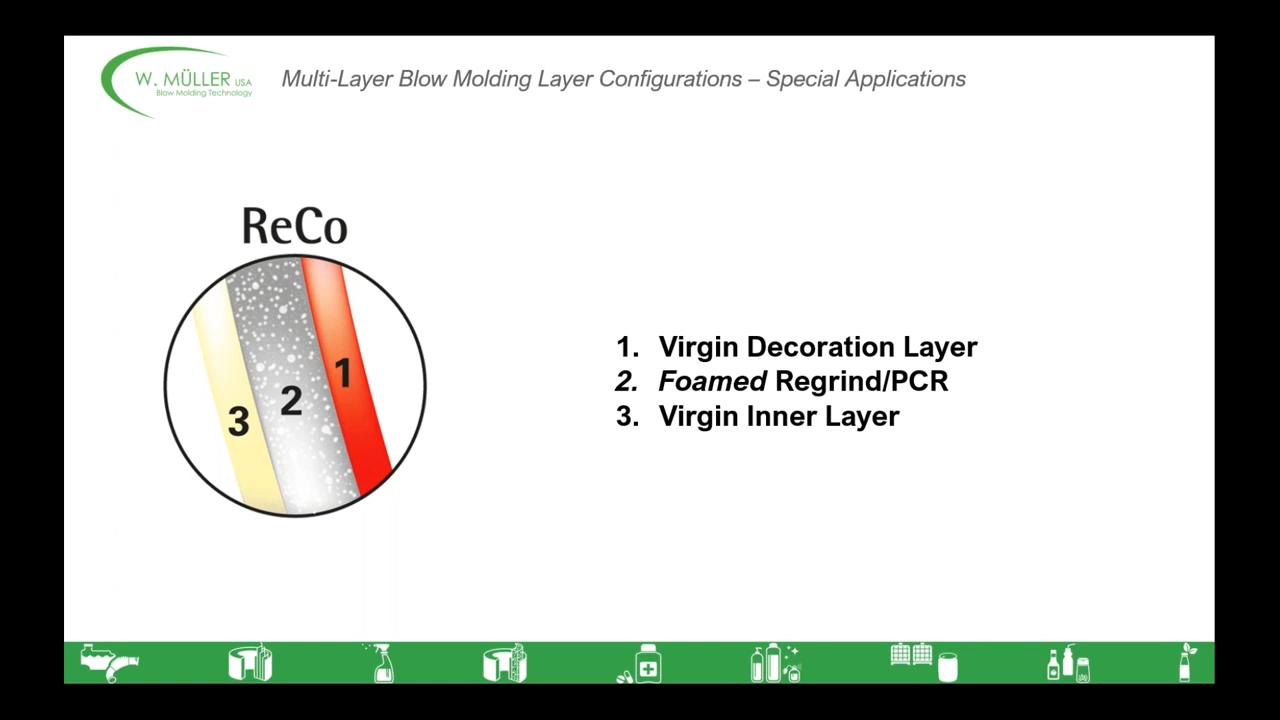 W. MÜLLER USA
Blow Molding Technology
Multi-Layer Blow Molding Layer Configurations – Special Applications
ReCo
1
2
3
1. Virgin Decoration Layer
2. Foamed Regrind/PCR
3. Virgin Inner Layer